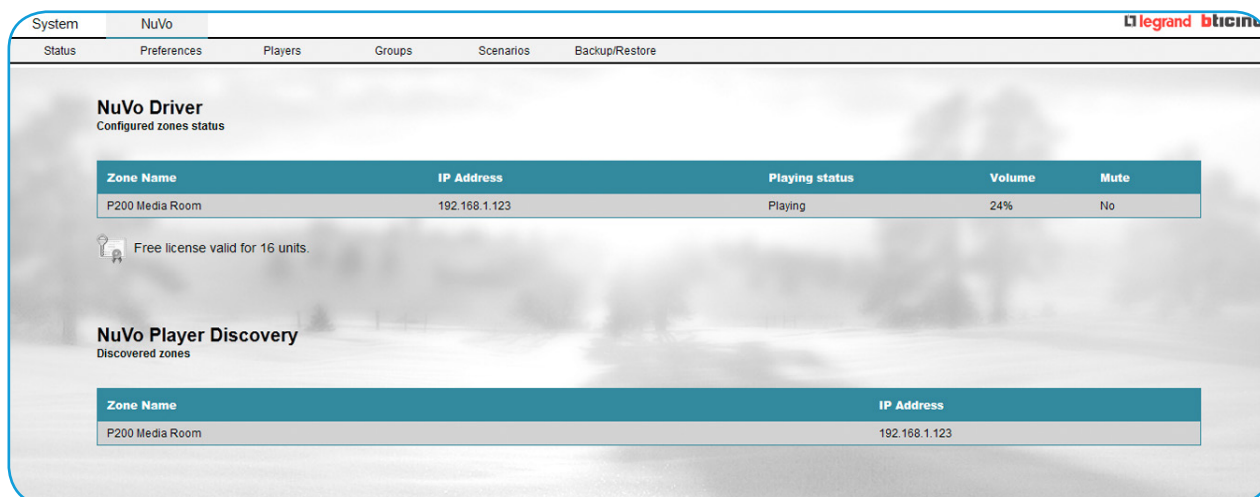 System NuVo legrand bticino
Status Preferences Players Groups Scenarios Backup/Restore
NuVo Driver
Configured zones status
Zone Name IP Address Playing status Volume Mute
P200 Media Room 192.168.1.123 Playing 24% No
Free license valid for 16 units.
NuVo Player Discovery
Discovered zones
Zone Name IP Address
P200 Media Room 192.168.1.123